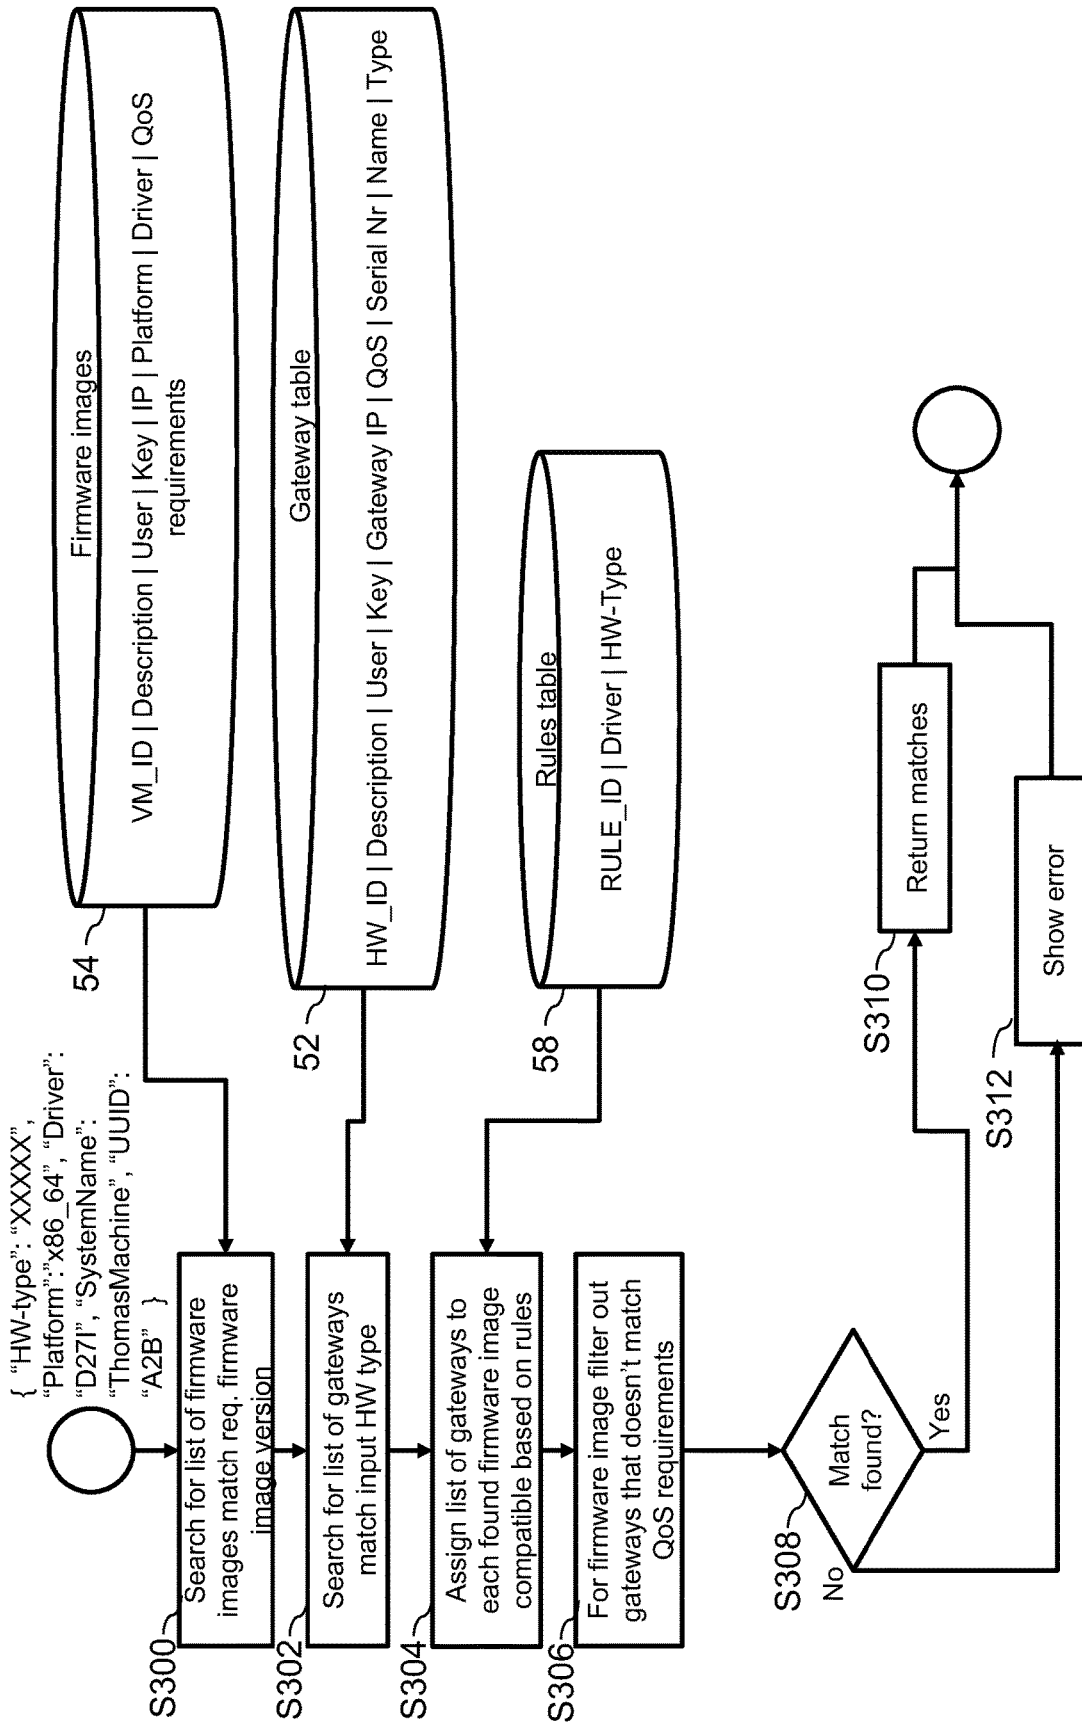 { “HW-type”: “XXXXX”,
“Platform”:”x86_64”, “Driver”:
“D27I”, “SystemName”:
“ThomasMachine”, “UUID”:
“A2B” }
S300
Search for list of firmware
images match req. firmware
image version
54
Firmware images
VM_ID | Description | User | Key | IP | Platform | Driver | QoS
requirements
S302
Search for list of gateways
match input HW type
52
Gateway table
HW_ID | Description | User | Key | Gateway IP | QoS | Serial Nr | Name | Type
S304
Assign list of gateways to
each found firmware image
compatible based on rules
58
Rules table
RULE_ID | Driver | HW-Type
S306
For firmware image filter out
gateways that doesn’t match
QoS requirements
S308
Match
found?
No
Yes
S310
Return matches
S312
Show error